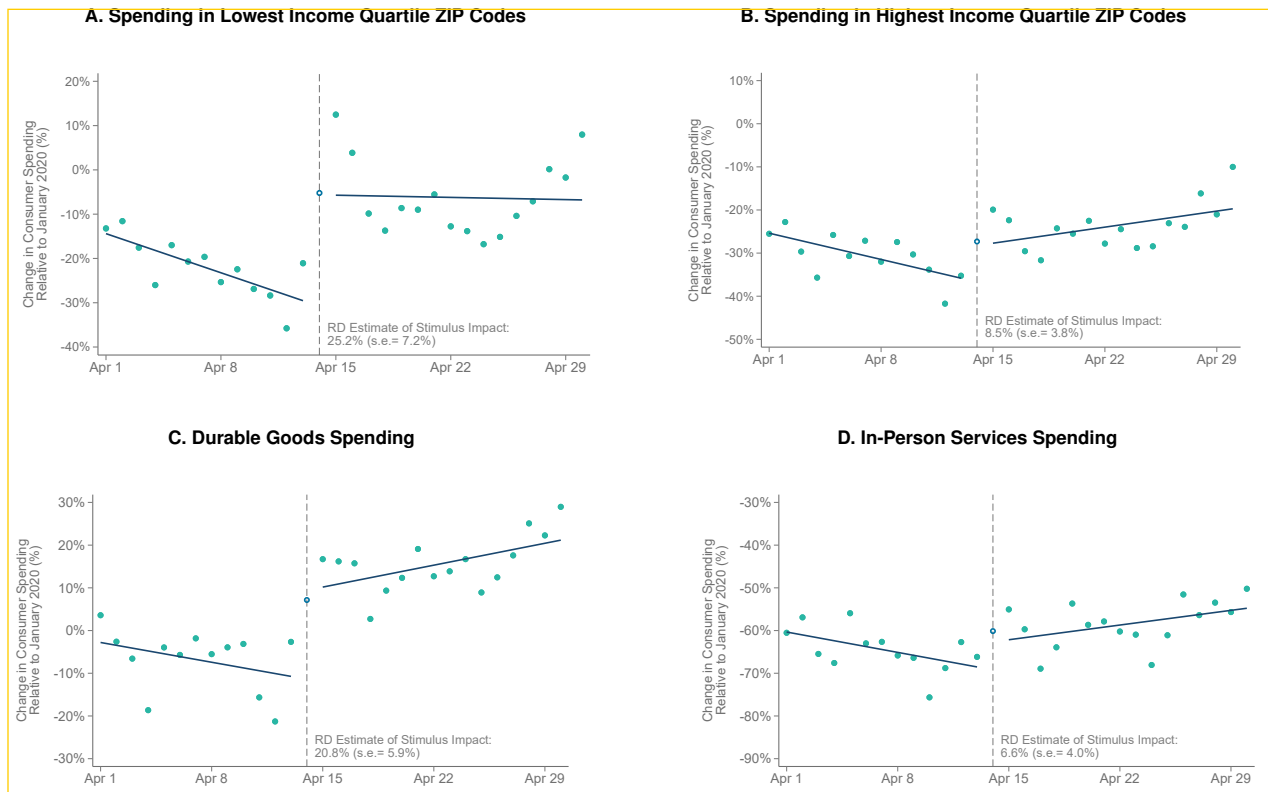 A. Spending in Lowest Income Quartile ZIP Codes
20%
10%
0%
-10%
-20%
-30%
-40%
Change in Consumer Spending
Relative to January 2020 (%)
RD Estimate of Stimulus Impact:
25.2% (s.e.= 7.2%)
Apr 1
Apr 8
Apr 15
Apr 22
Apr 29
B. Spending in Highest Income Quartile ZIP Codes
10%
0%
-10%
-20%
-30%
-40%
-50%
Change in Consumer Spending
Relative to January 2020 (%)
RD Estimate of Stimulus Impact:
8.5% (s.e.= 3.8%)
Apr 1
Apr 8
Apr 15
Apr 22
Apr 29
C. Durable Goods Spending
30%
20%
10%
0%
-10%
-20%
-30%
Change in Consumer Spending
Relative to January 2020 (%)
RD Estimate of Stimulus Impact:
20.8% (s.e.= 5.9%)
Apr 1
Apr 8
Apr 15
Apr 22
Apr 29
D. In-Person Services Spending
-30%
-40%
-50%
-60%
-70%
-80%
-90%
Change in Consumer Spending
Relative to January 2020 (%)
RD Estimate of Stimulus Impact:
6.6% (s.e.= 4.0%)
Apr 1
Apr 8
Apr 15
Apr 22
Apr 29